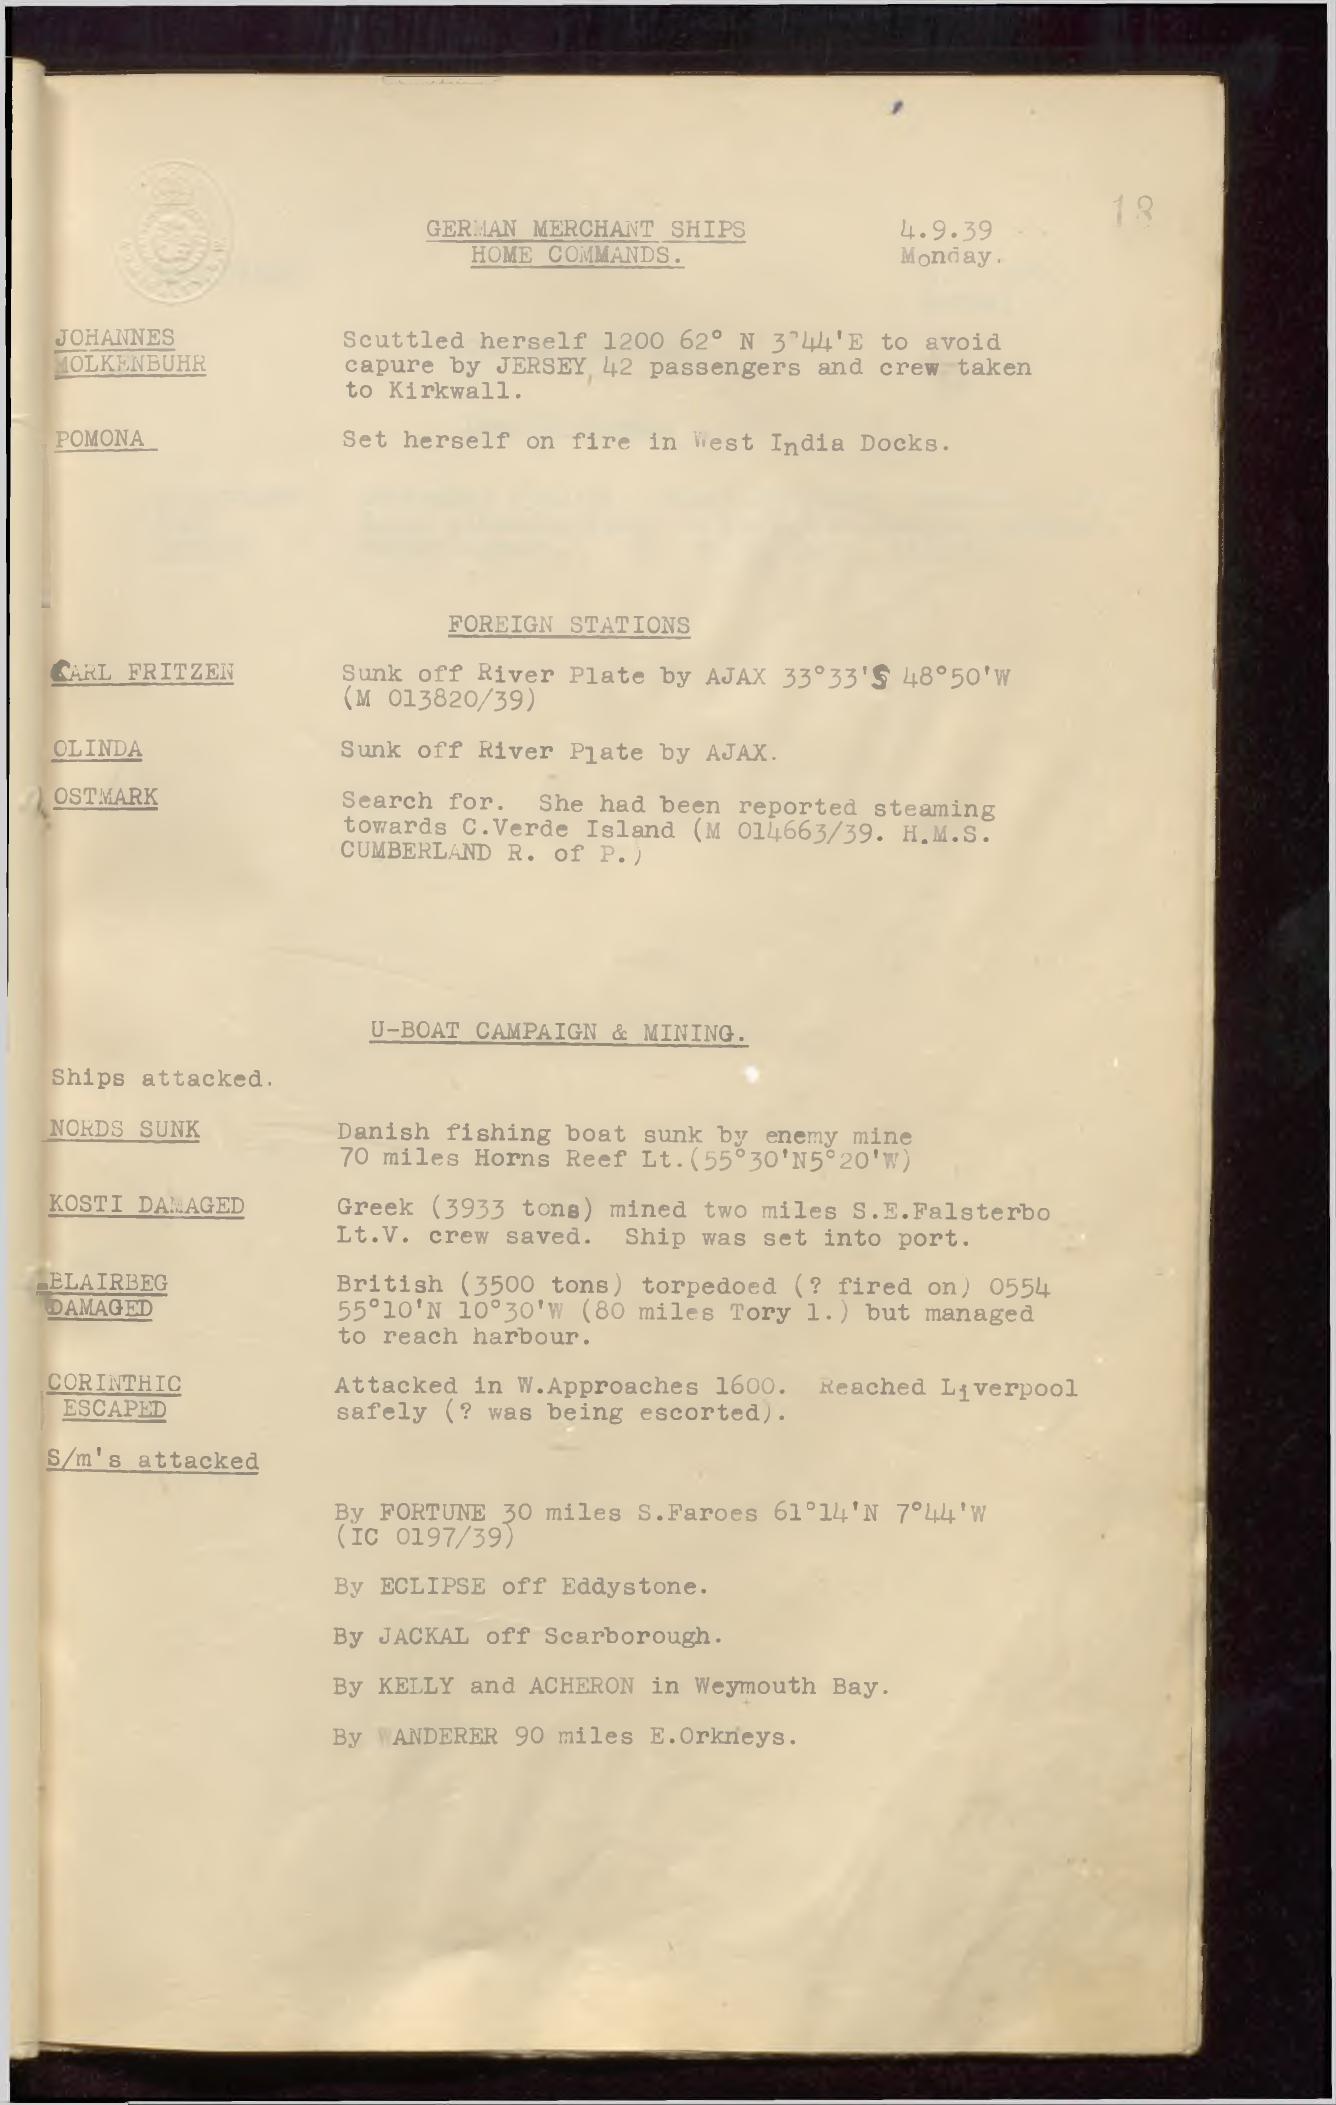 18
GERMAN MERCHANT SHIPS 4.9.39
HOME COMMANDS. Monday.
JOHANNES Scuttled herself 1200 62° N 3°44'E to avoid
MOLKENBUHR capure by JERSEY, 42 passengers and crew taken
to Kirkwall.
POMONA Set herself on fire in West India Docks.
FOREIGN STATIONS
CARL FRITZEN Sunk off River Plate by AJAX 33°33'S 48°50'W
(M 013820/39)
OLINDA Sunk off River Plate by AJAX.
OSTMARK Search for. She had been reported steaming
towards C.Verde Island (M 014663/39. H.M.S.
CUMBERLAND R. of P.)
U-BOAT CAMPAIGN & MINING.
Ships attacked.
NORDS SUNK Danish fishing boat sunk by enemy mine
70 miles Horns Reef Lt.(55°30'N5°20'W)
KOSTI DAMAGED Greek (3933 tons) mined two miles S.E.Falsterbo
Lt.V. crew saved. Ship was set into port.
BLAIRBEG British (3500 tons) torpedoed (? fired on) 0554
DAMAGED 55°10'N 10°30'W (80 miles Tory 1.) but managed
to reach harbour.
CORINTHIC Attacked in W.Approaches 1600. Reached Liverpool
ESCAPED safely (? was being escorted).
S/m's attacked
By FORTUNE 30 miles S.Faroes 61°14'N 7°44'W
(IC 0197/39)
By ECLIPSE off Eddystone.
By JACKAL off Scarborough.
By KELLY and ACHERON in Weymouth Bay.
By WANDERER 90 miles E.Orkneys.